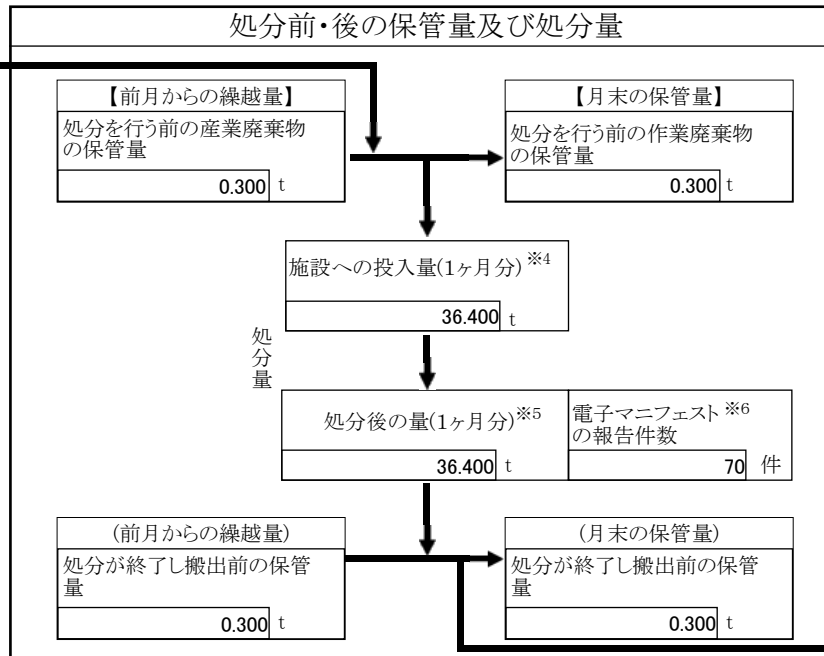 処分前・後の保管量及び処分量
【前月からの繰越量】
処分を行う前の産業廃棄物
の保管量
0.300 t
【月末の保管量】
処分を行う前の作業廃棄物
の保管量
0.300 t
施設への投入量(1ヶ月分)※4
36.400 t
処分量
処分後の量(1ヶ月分)※5
36.400 t
電子マニフェスト※6
の報告件数
70 件
(前月からの繰越量)
処分が終了し搬出前の保管
量
0.300 t
(月末の保管量)
処分が終了し搬出前の保管
量
0.300 t